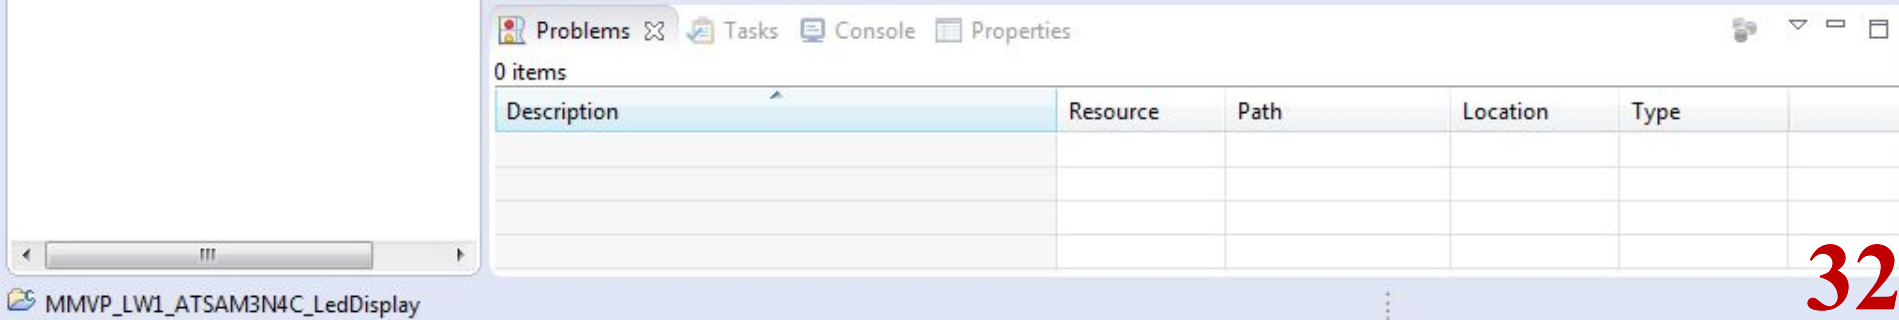 Problems Tasks Console Properties
0 items
Description Resource Path Location Type
MMVP_LW1_ATSAM3N4C_LedDisplay
32